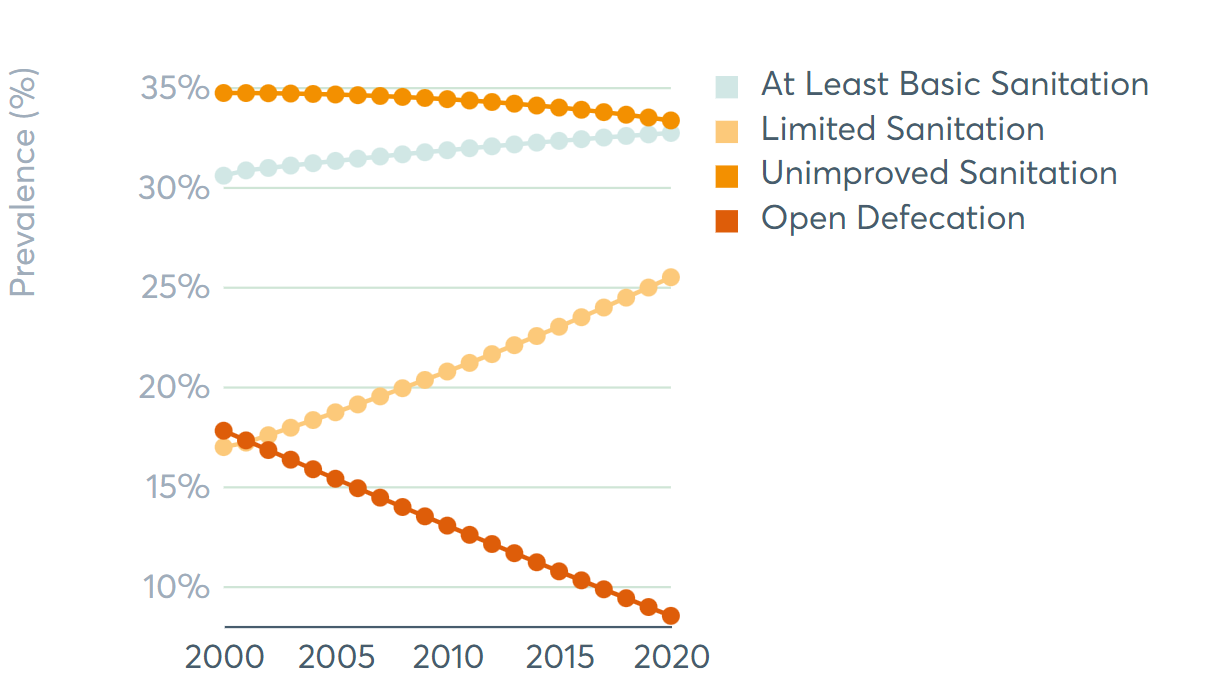 Prevalence (%)
35%
30%
25%
20%
15%
10%
2000 2005 2010 2015 2020
At Least Basic Sanitation
Limited Sanitation
Unimproved Sanitation
Open Defecation